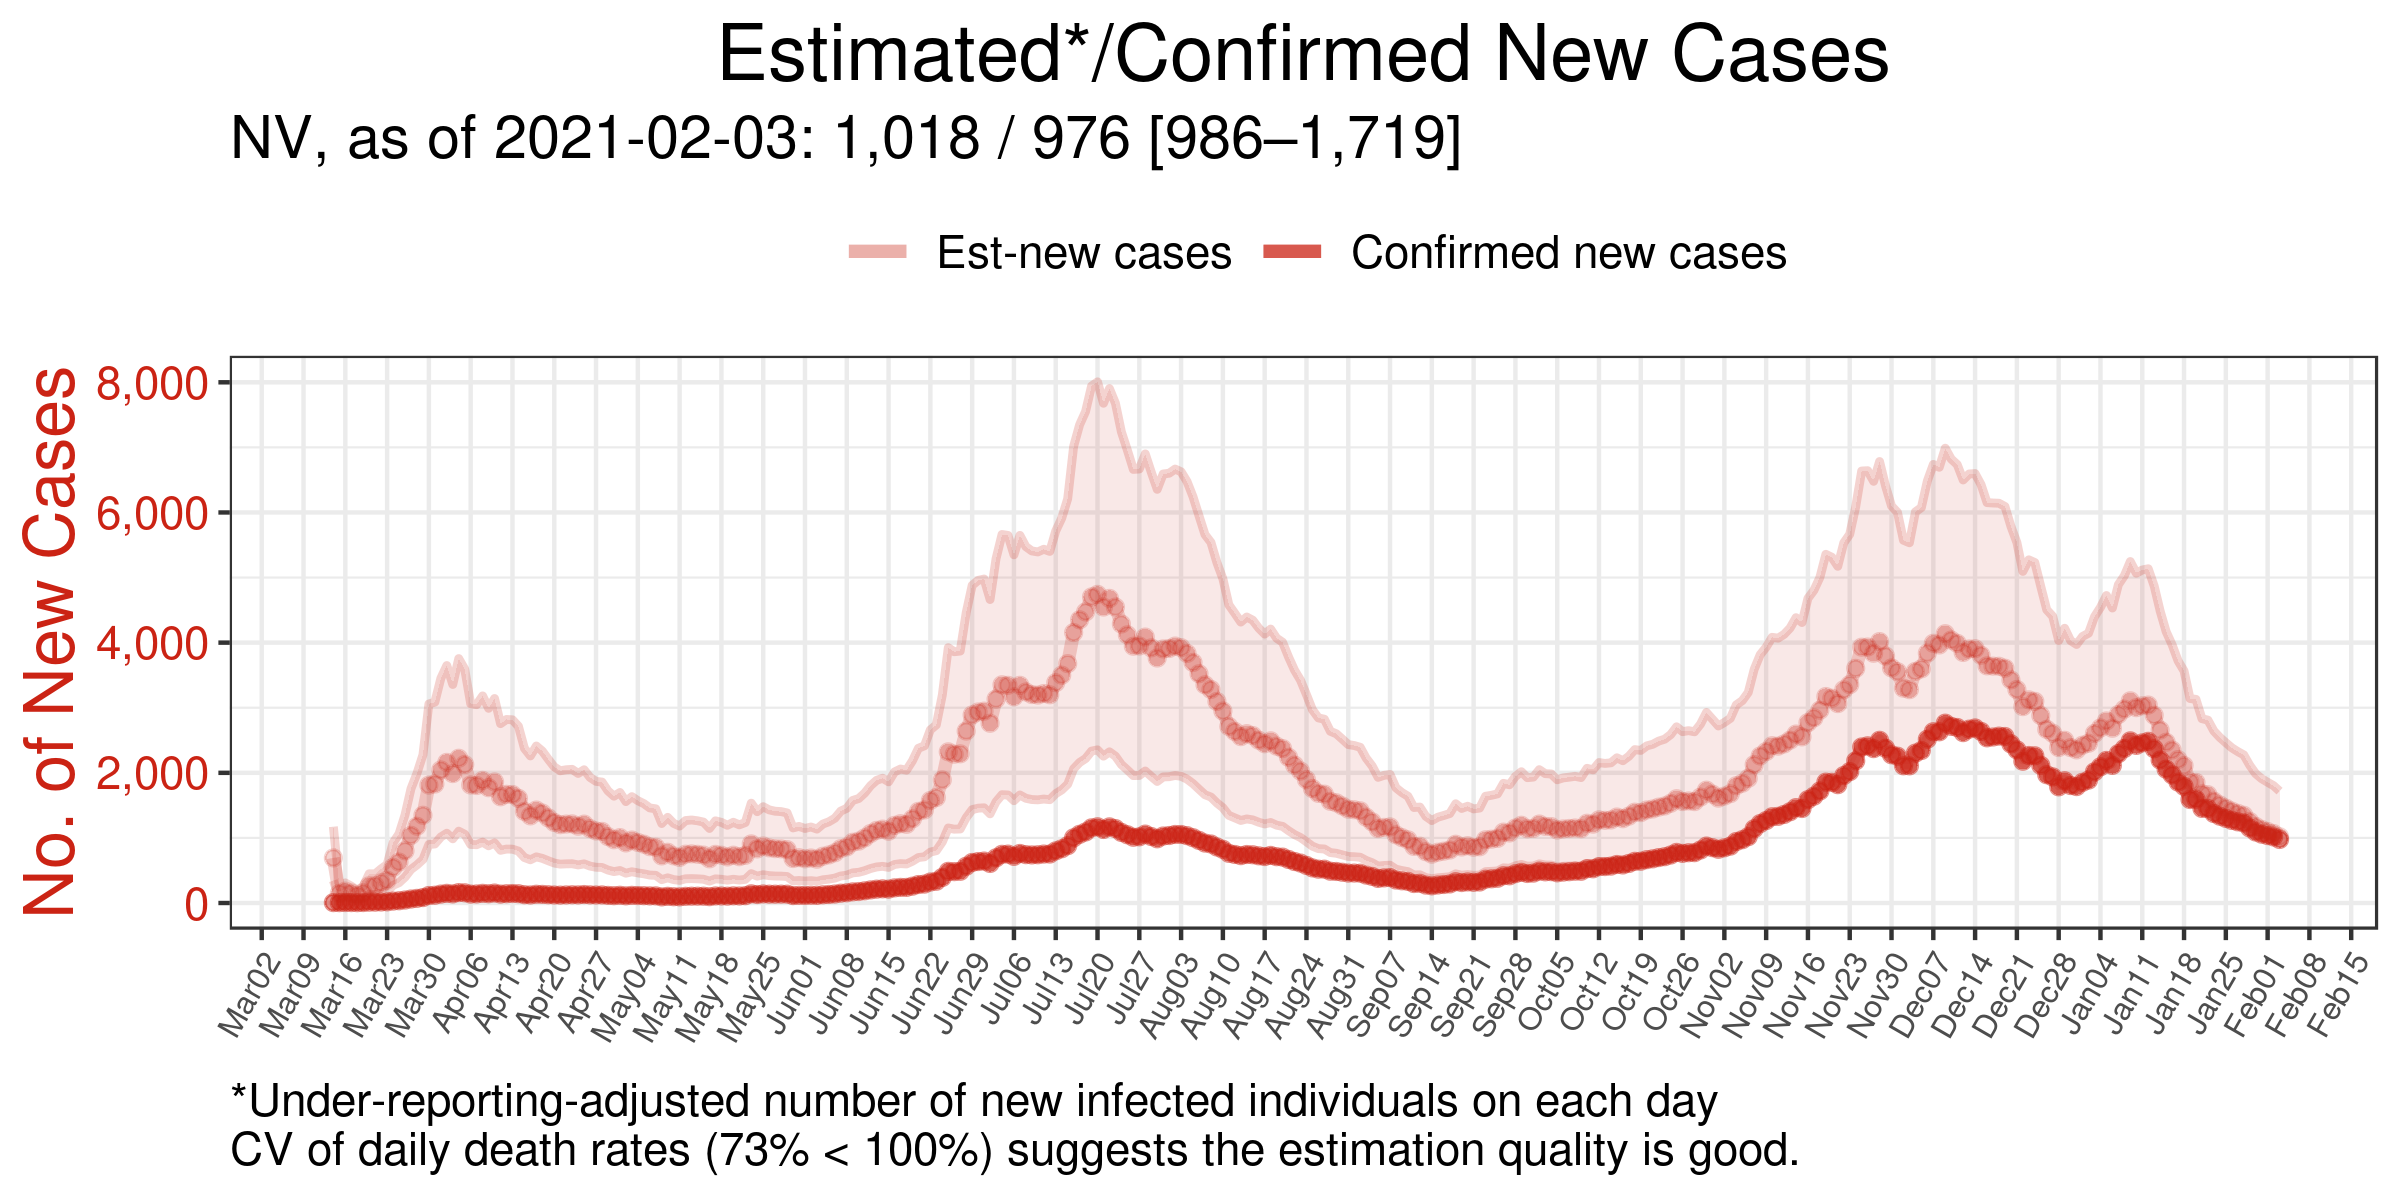 Estimated*/Confirmed New Cases
NV, as of 2021-02-03: 1,018 / 976 [986–1,719]
Est-new cases Confirmed new cases
No. of New Cases
8,000
6,000
4,000
2,000
0
Mar02 Mar09 Mar16 Mar23 Mar30 Apr06 Apr13 Apr20 Apr27 May04 May11 May18 May25 Jun01 Jun08 Jun15 Jun22 Jun29 Jul06 Jul13 Jul20 Jul27 Aug03 Aug10 Aug17 Aug24 Aug31 Sep07 Sep14 Sep21 Sep28 Oct05 Oct12 Oct19 Oct26 Nov02 Nov09 Nov16 Nov23 Nov30 Dec07 Dec14 Dec21 Dec28 Jan04 Jan11 Jan18 Jan25 Feb01 Feb08 Feb15
*Under-reporting-adjusted number of new infected individuals on each day
CV of daily death rates (73% < 100%) suggests the estimation quality is good.